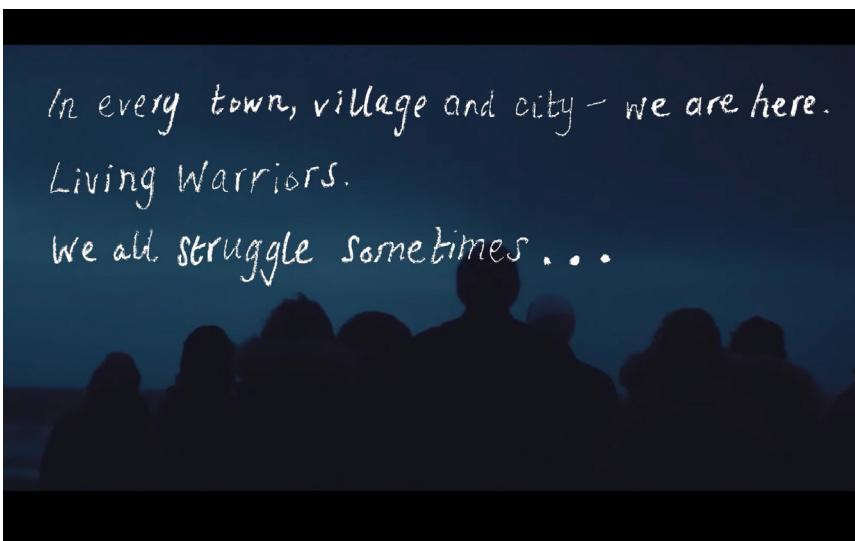 In every town, village and city - we are here.
Living Warriors.
We all struggle sometimes...